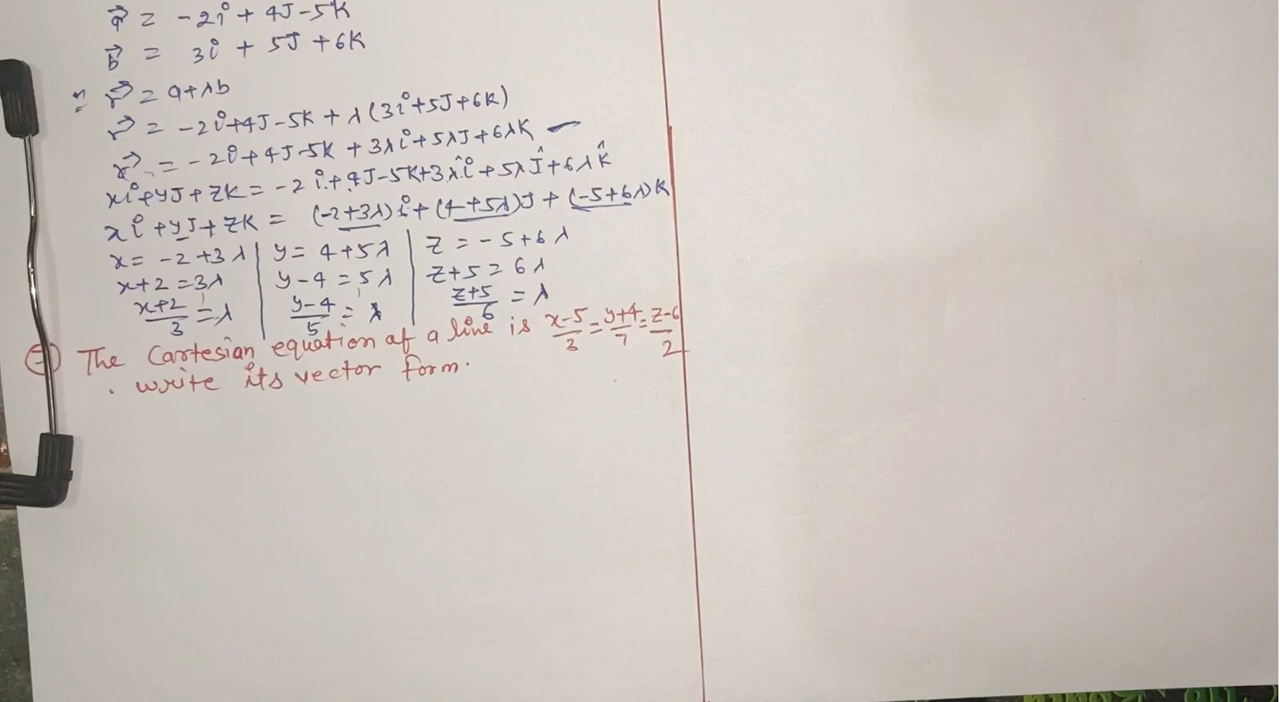 a⃗ = -2i + 4J - 5K
b⃗ = 3i + 5J + 6K
∴ r⃗ = a+λb
r⃗ = -2i+4J-5K + λ(3i+5J+6K)
r⃗ = -2i+4J-5K + 3λi+5λJ+6λK
xi+yJ+ZK = -2i+4J-5K+3λî+5λĴ+6λK̂
xi+yJ+ZK = (-2+3λ)i+(4+5λ)J+(-5+6λ)K
x = -2+3λ | y = 4+5λ | z = -5+6λ
x+2 = 3λ | y-4 = 5λ | z+5 = 6λ
x+2/3 = λ | y-4/5 = λ | z+5/6 = λ
The Cartesian equation of a line is x-5/3 = y+4/7 = z-6/2
. write its vector form.